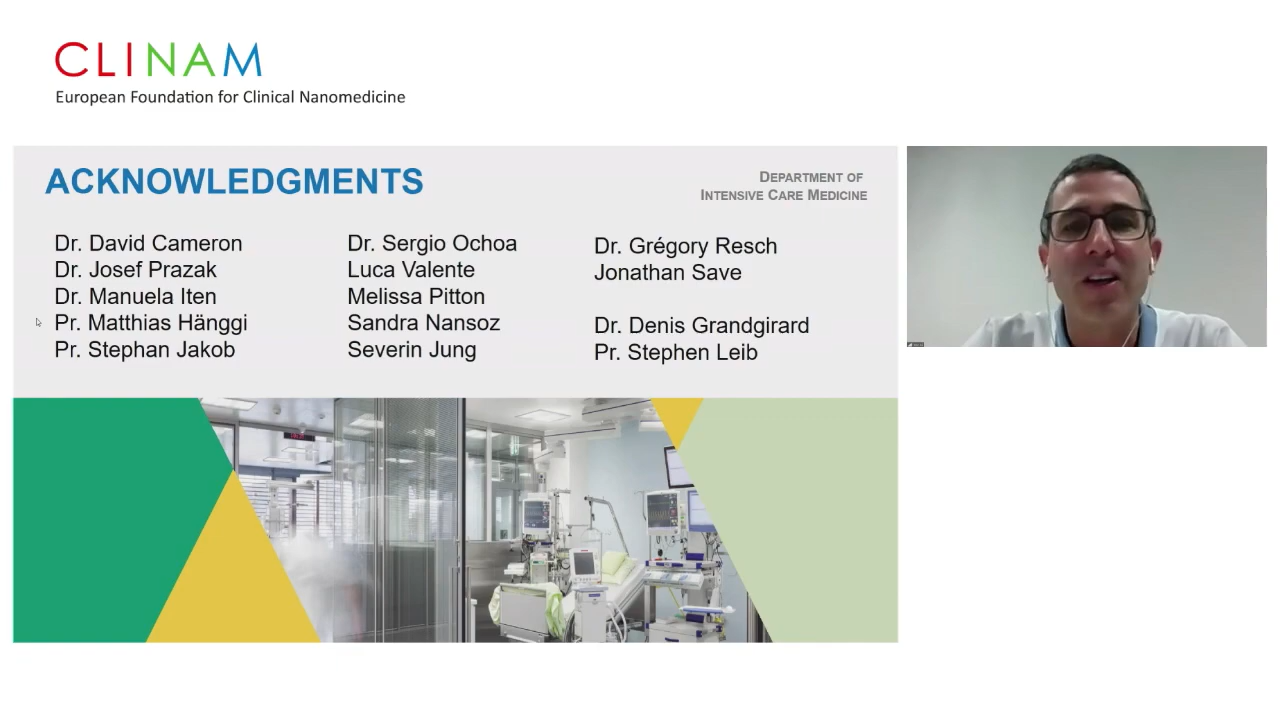 CLINAM
European Foundation for Clinical Nanomedicine
ACKNOWLEDGMENTS
DEPARTMENT OF
INTENSIVE CARE MEDICINE
Dr. David Cameron
Dr. Josef Prazak
Dr. Manuela Iten
Pr. Matthias Hänggi
Pr. Stephan Jakob
Dr. Sergio Ochoa
Luca Valente
Melissa Pitton
Sandra Nansoz
Severin Jung
Dr. Grégory Resch
Jonathan Save
Dr. Denis Grandgirard
Pr. Stephen Leib